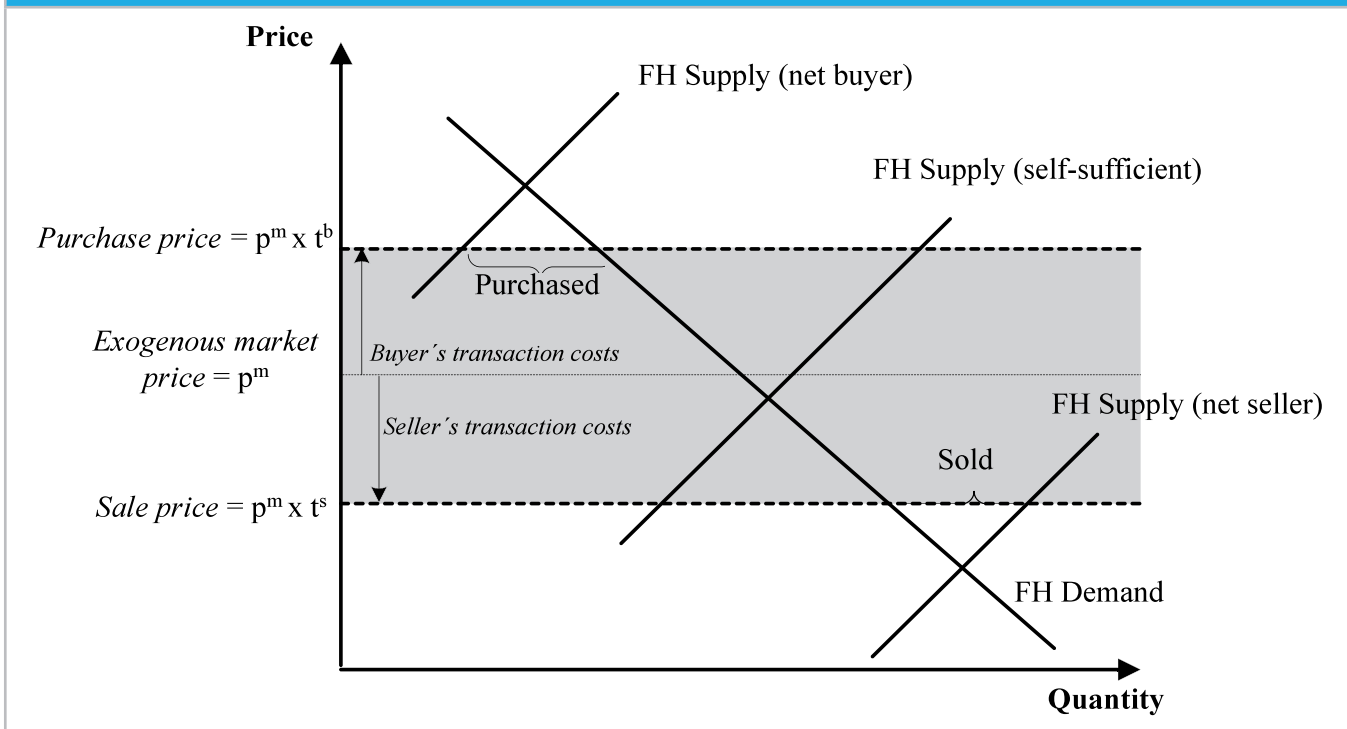 Price
FH Supply (net buyer)
FH Supply (self-sufficient)
Purchase price = pᵐ x tᵇ
Purchased
Exogenous market
price = pᵐ
Buyer´s transaction costs
FH Supply (net seller)
Seller´s transaction costs
Sold
Sale price = pᵐ x tˢ
FH Demand
Quantity